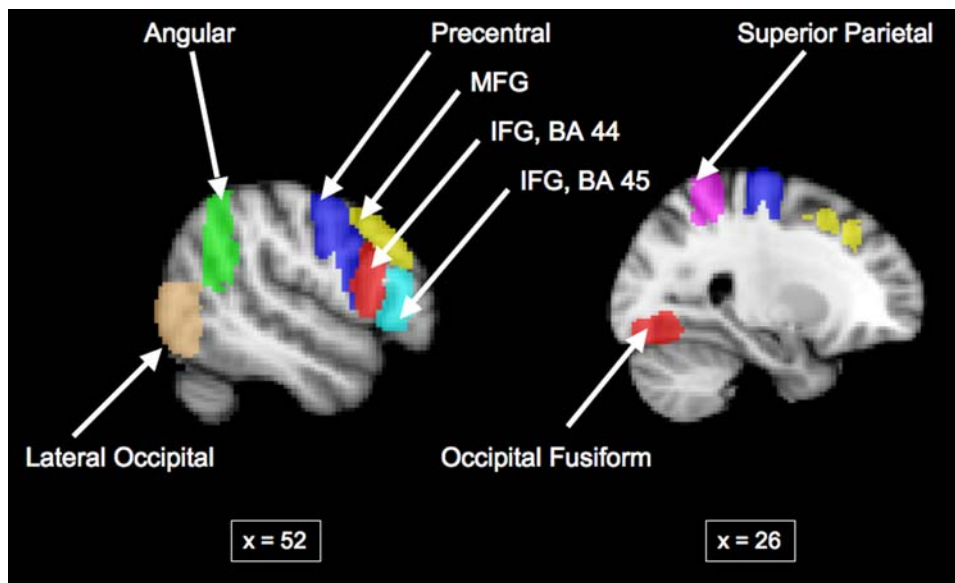 Angular
Precentral
Superior Parietal
MFG
IFG, BA 44
IFG, BA 45
Lateral Occipital
Occipital Fusiform
x = 52
x = 26